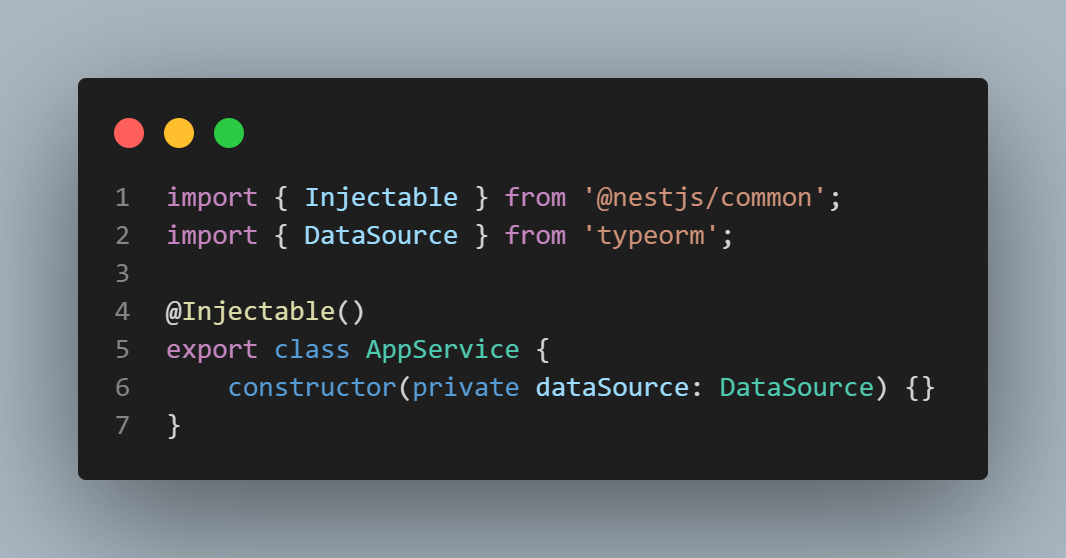 1 import { Injectable } from '@nestjs/common';
2 import { DataSource } from 'typeorm';
3
4 @Injectable()
5 export class AppService {
6     constructor(private dataSource: DataSource) {}
7 }